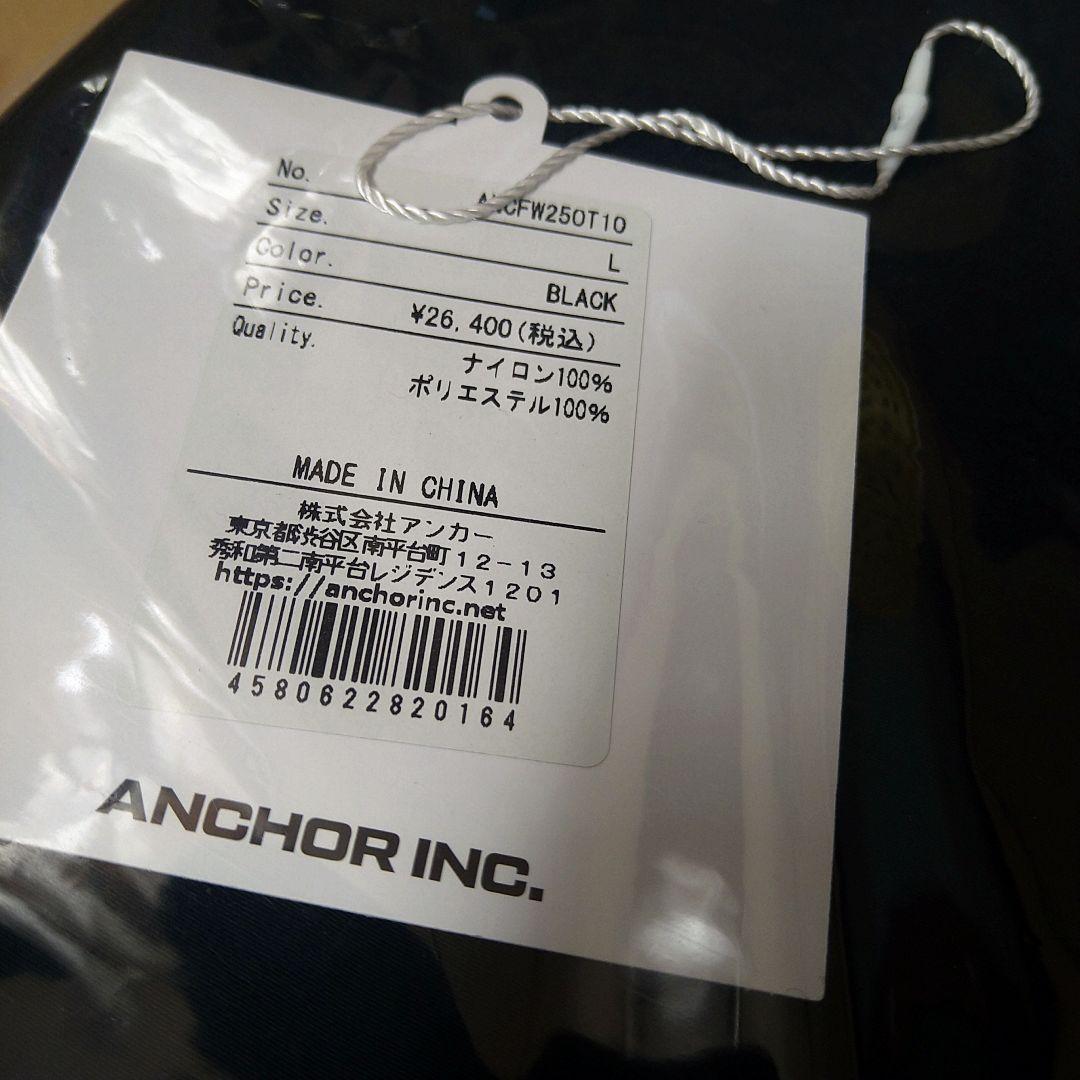 No. ANCFW250T10
Size. L
Color. BLACK
Price. ¥26,400(税込)
Quality. ナイロン100%
ポリエステル100%
MADE IN CHINA
株式会社アンカー
東京都渋谷区南平台町12-13
秀和第二南平台レジデンス1201
https://anchorinc.net
4580622820164
ANCHOR INC.